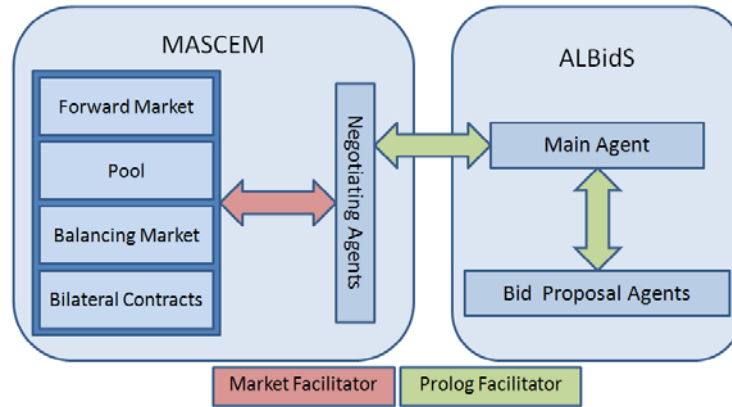 MASCEM
Forward Market
Pool
Balancing Market
Bilateral Contracts
Negotiating Agents
ALBidS
Main Agent
Bid Proposal Agents
Market Facilitator
Prolog Facilitator